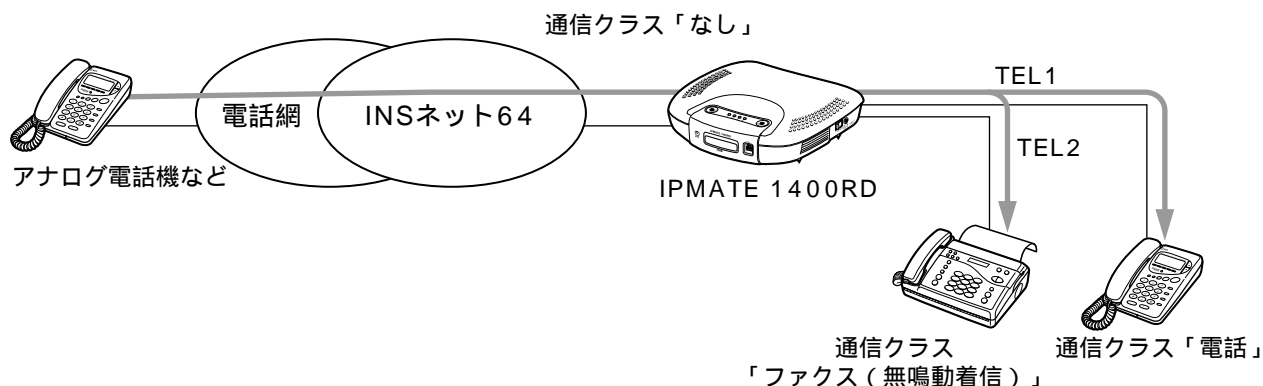 通信クラス「なし」
電話網
INSネット64
TEL1
TEL2
アナログ電話機など
IPMATE 1400RD
通信クラス
「ファクス(無鳴動着信)」
通信クラス「電話」